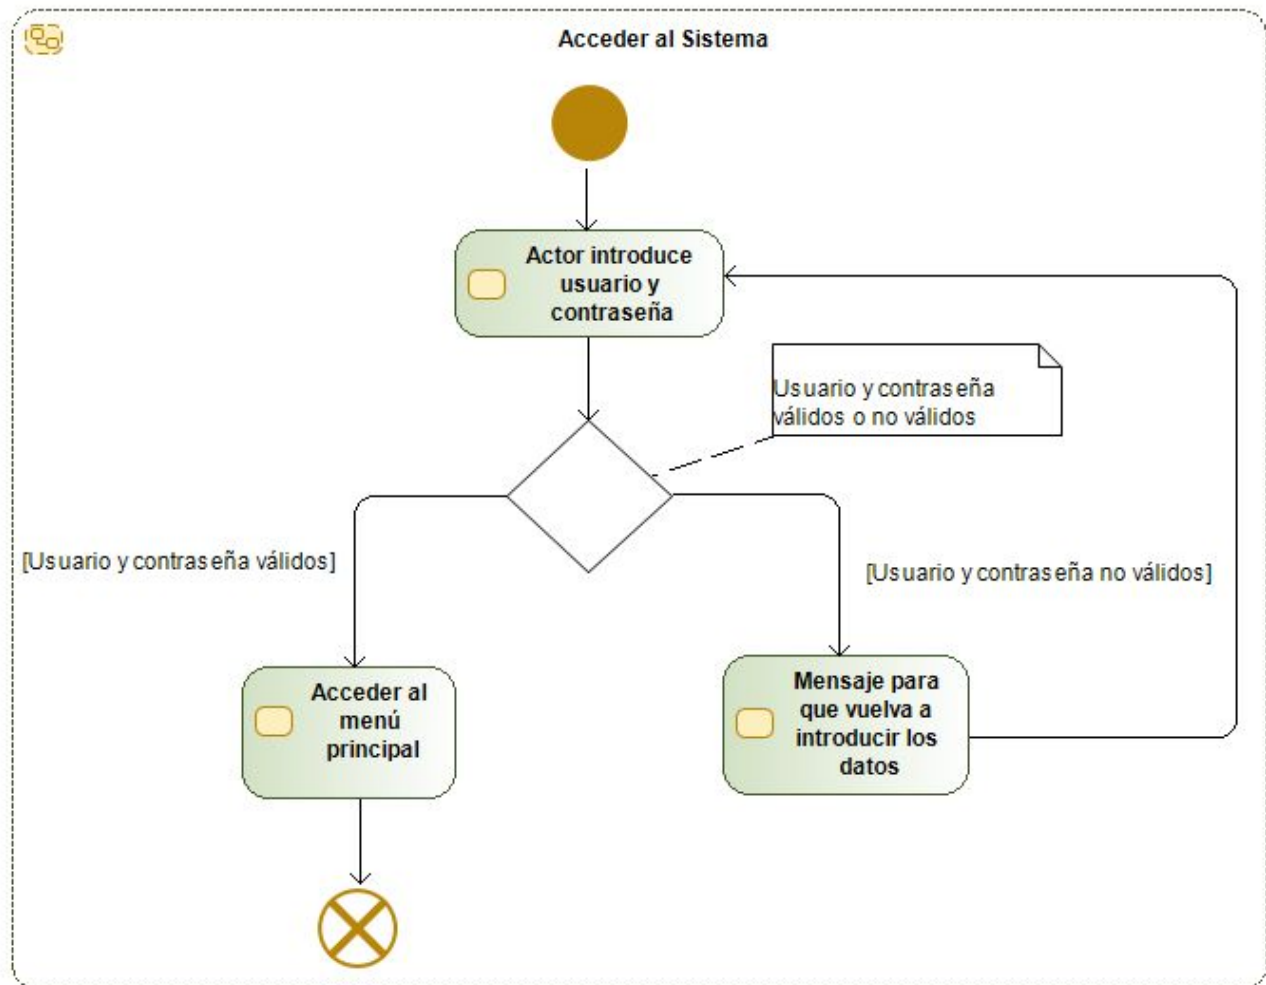 Acceder al Sistema
Actor introduce
usuario y
contraseña
Usuario y contraseña
válidos o no válidos
[Usuario y contraseña válidos]
[Usuario y contraseña no válidos]
Acceder al
menú
principal
Mensaje para
que vuelva a
introducir los
datos